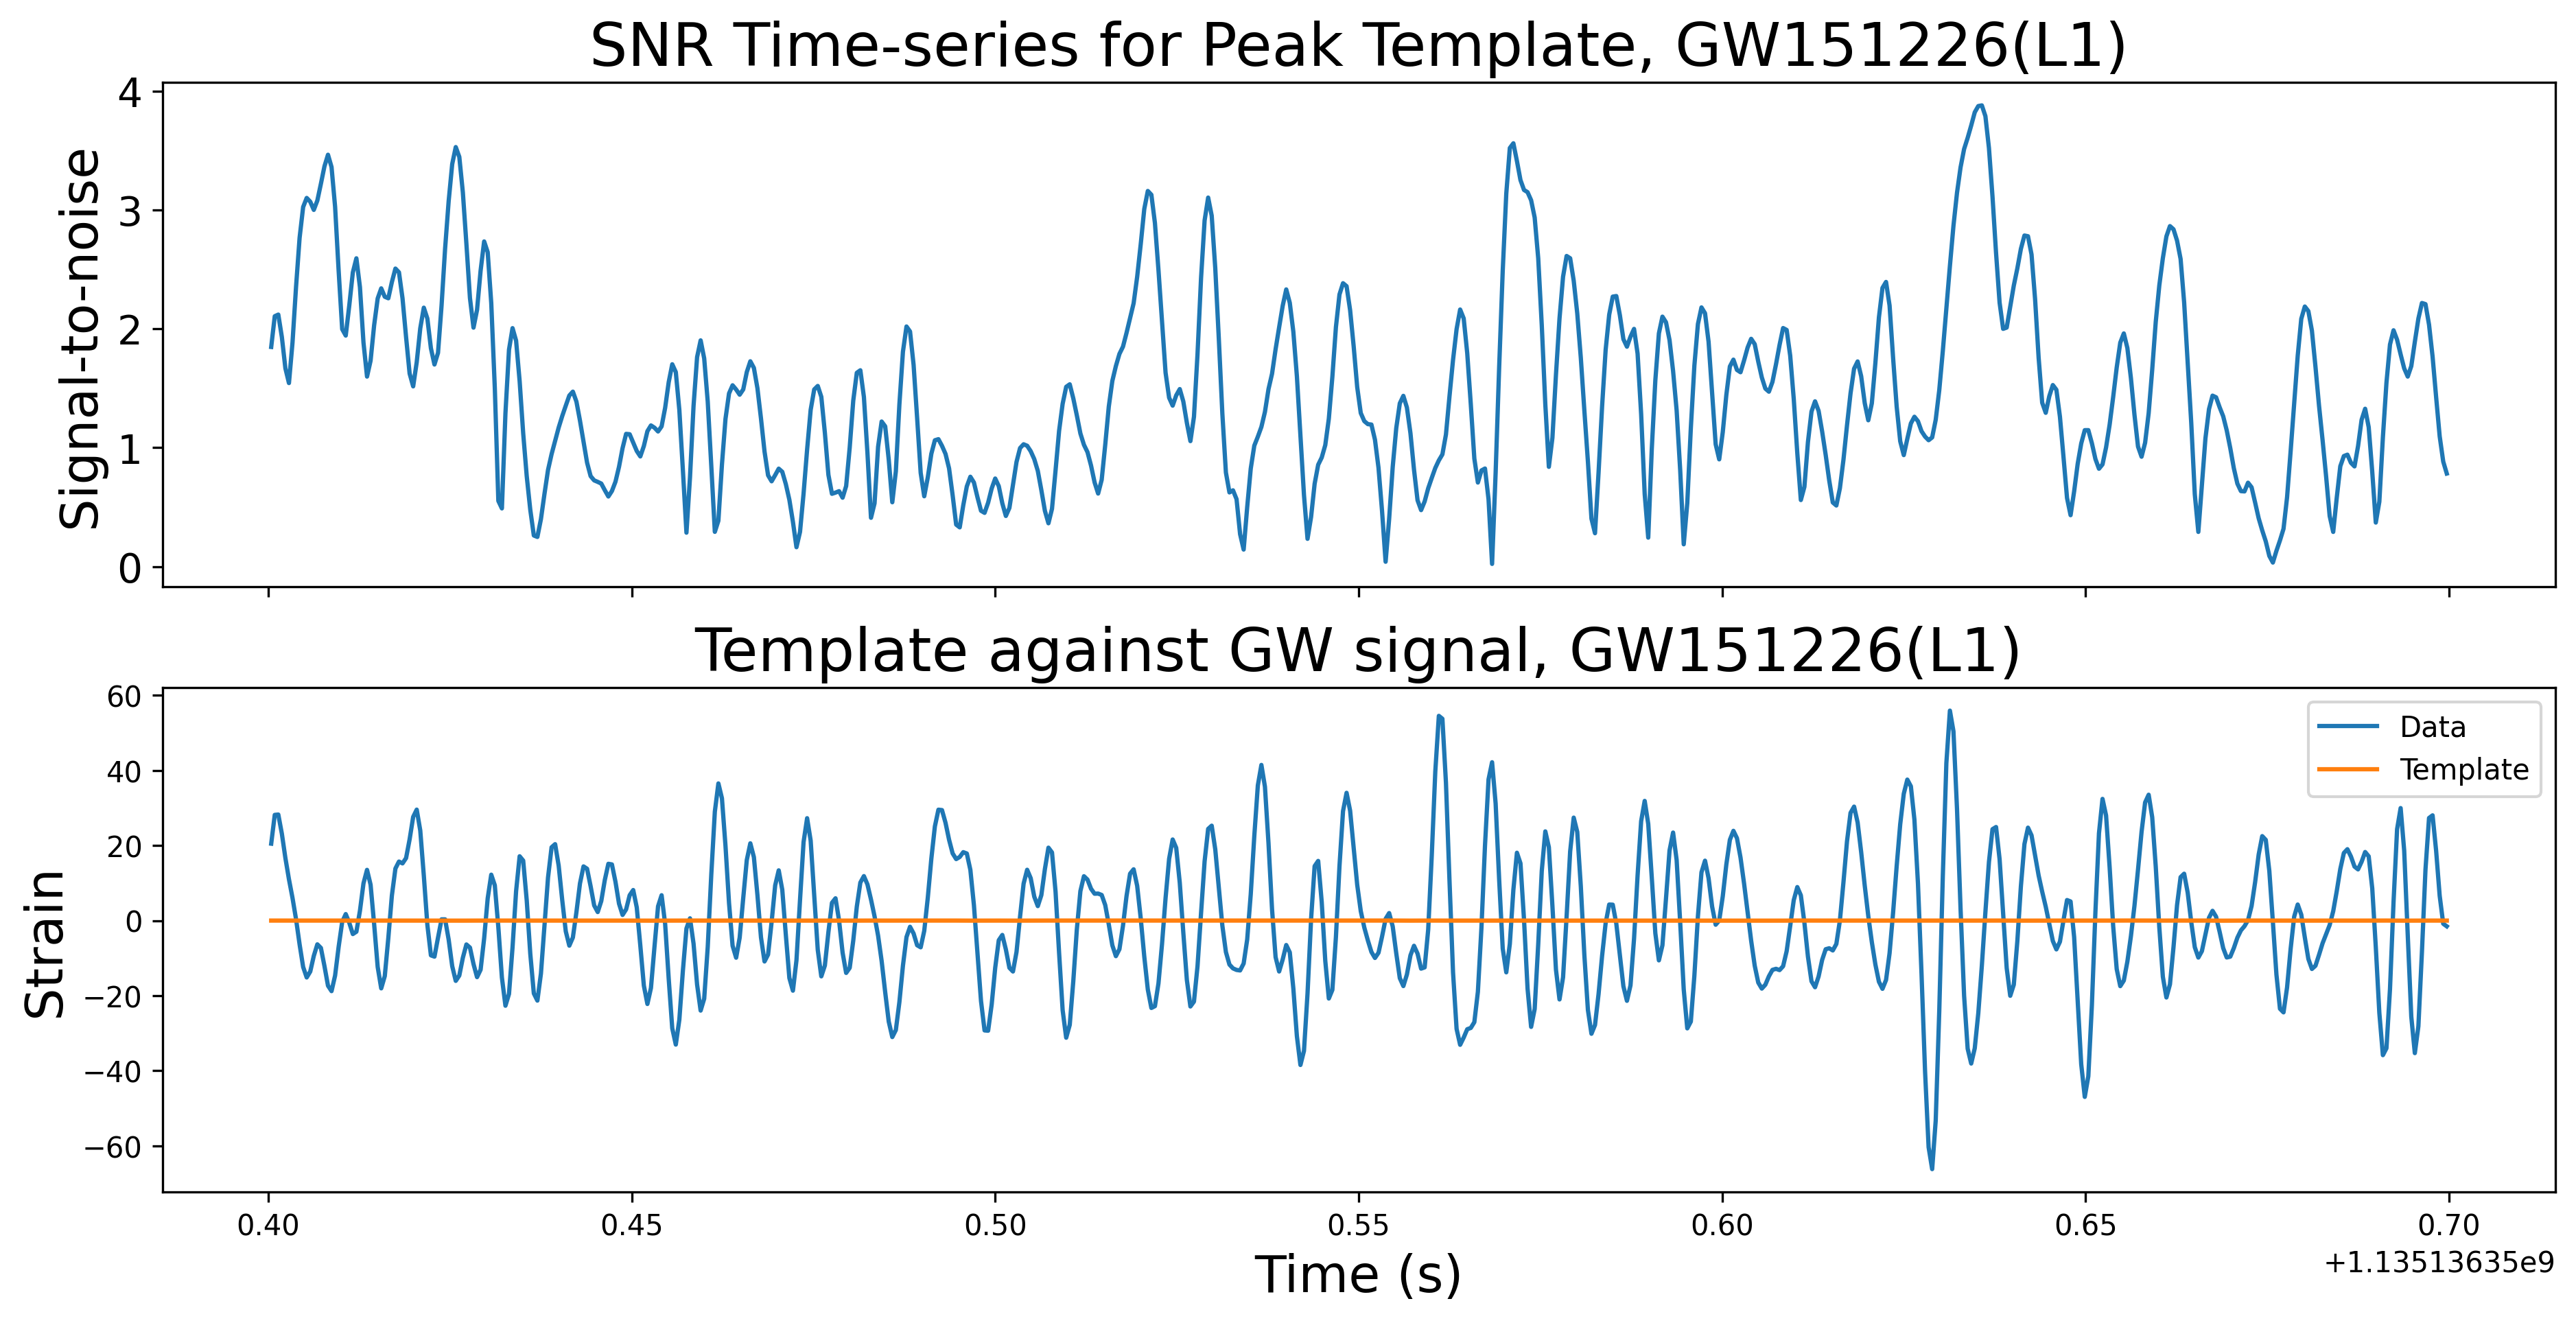 SNR Time-series for Peak Template, GW151226(L1)
4
3
2
1
0
Signal-to-noise
Template against GW signal, GW151226(L1)
60
40
20
0
−20
−40
−60
Strain
Data
Template
0.40 0.45 0.50 0.55 0.60 0.65 0.70
+1.13513635e9
Time (s)